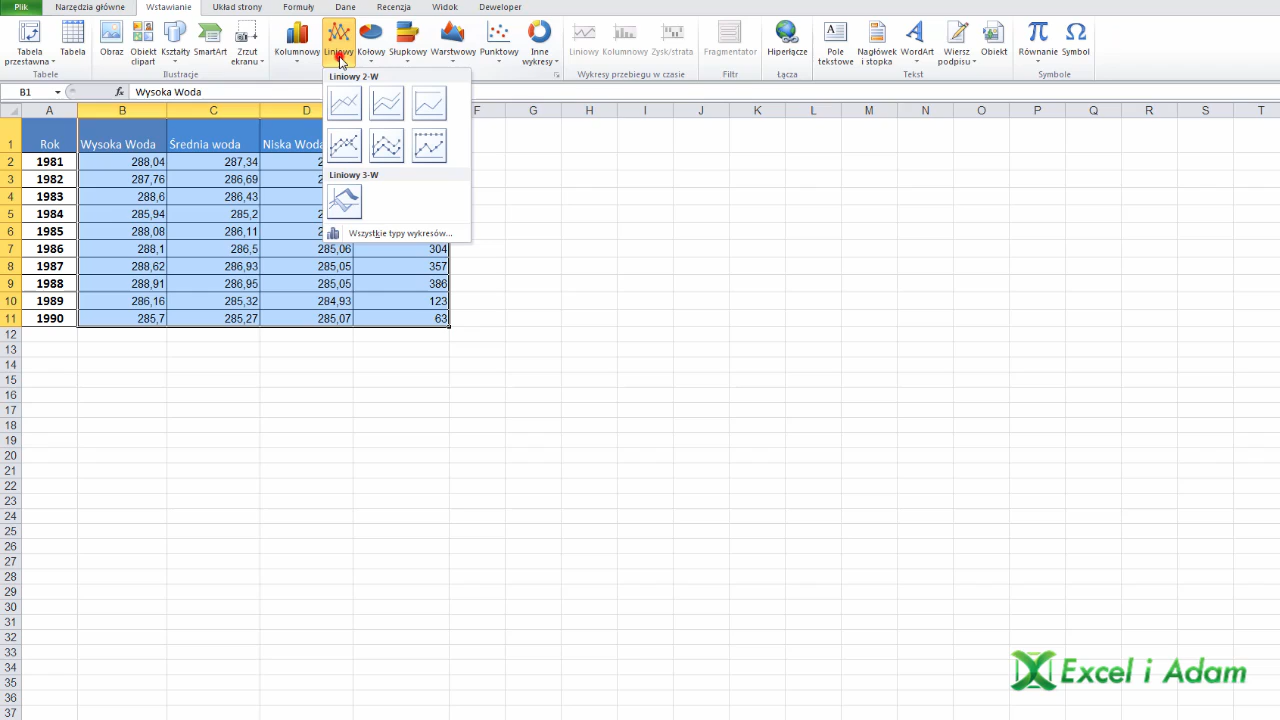 Plik Narzędzia główne Wstawianie Układ strony Formuły Dane Recenzja Widok Developer
Tabela przestawna Tabela Obraz Obiekt clipart Kształty SmartArt Zrzut ekranu Kolumnowy Liniowy Kołowy Słupkowy Warstwowy Punktowy Inne wykresy Liniowy Kolumnowy Zysk/strata Fragmentator Hiperłącze Pole tekstowe Nagłówek i stopka WordArt Wiersz podpisu Obiekt Równanie Symbol
Tabele Ilustracje Wykresy przebiegu w czasie Filtr Łącza Tekst Symbole
Liniowy 2-W
Liniowy 3-W
Wszystkie typy wykresów...
B1 fx Wysoka Woda
A B C D F G H I J K L M N O P Q R S T
1 Rok Wysoka Woda Średnia woda Niska Woda
2 1981 288,04 287,34
3 1982 287,76 286,69
4 1983 288,6 286,43
5 1984 285,94 285,2
6 1985 288,08 286,11
7 1986 288,1 286,5 285,06 304
8 1987 288,62 286,93 285,05 357
9 1988 288,91 286,95 285,05 386
10 1989 286,16 285,32 284,93 123
11 1990 285,7 285,27 285,07 63
12
13
14
15
16
17
18
19
20
21
22
23
24
25
26
27
28
29
30
31
32
33
34
35
36
37
Excel i Adam